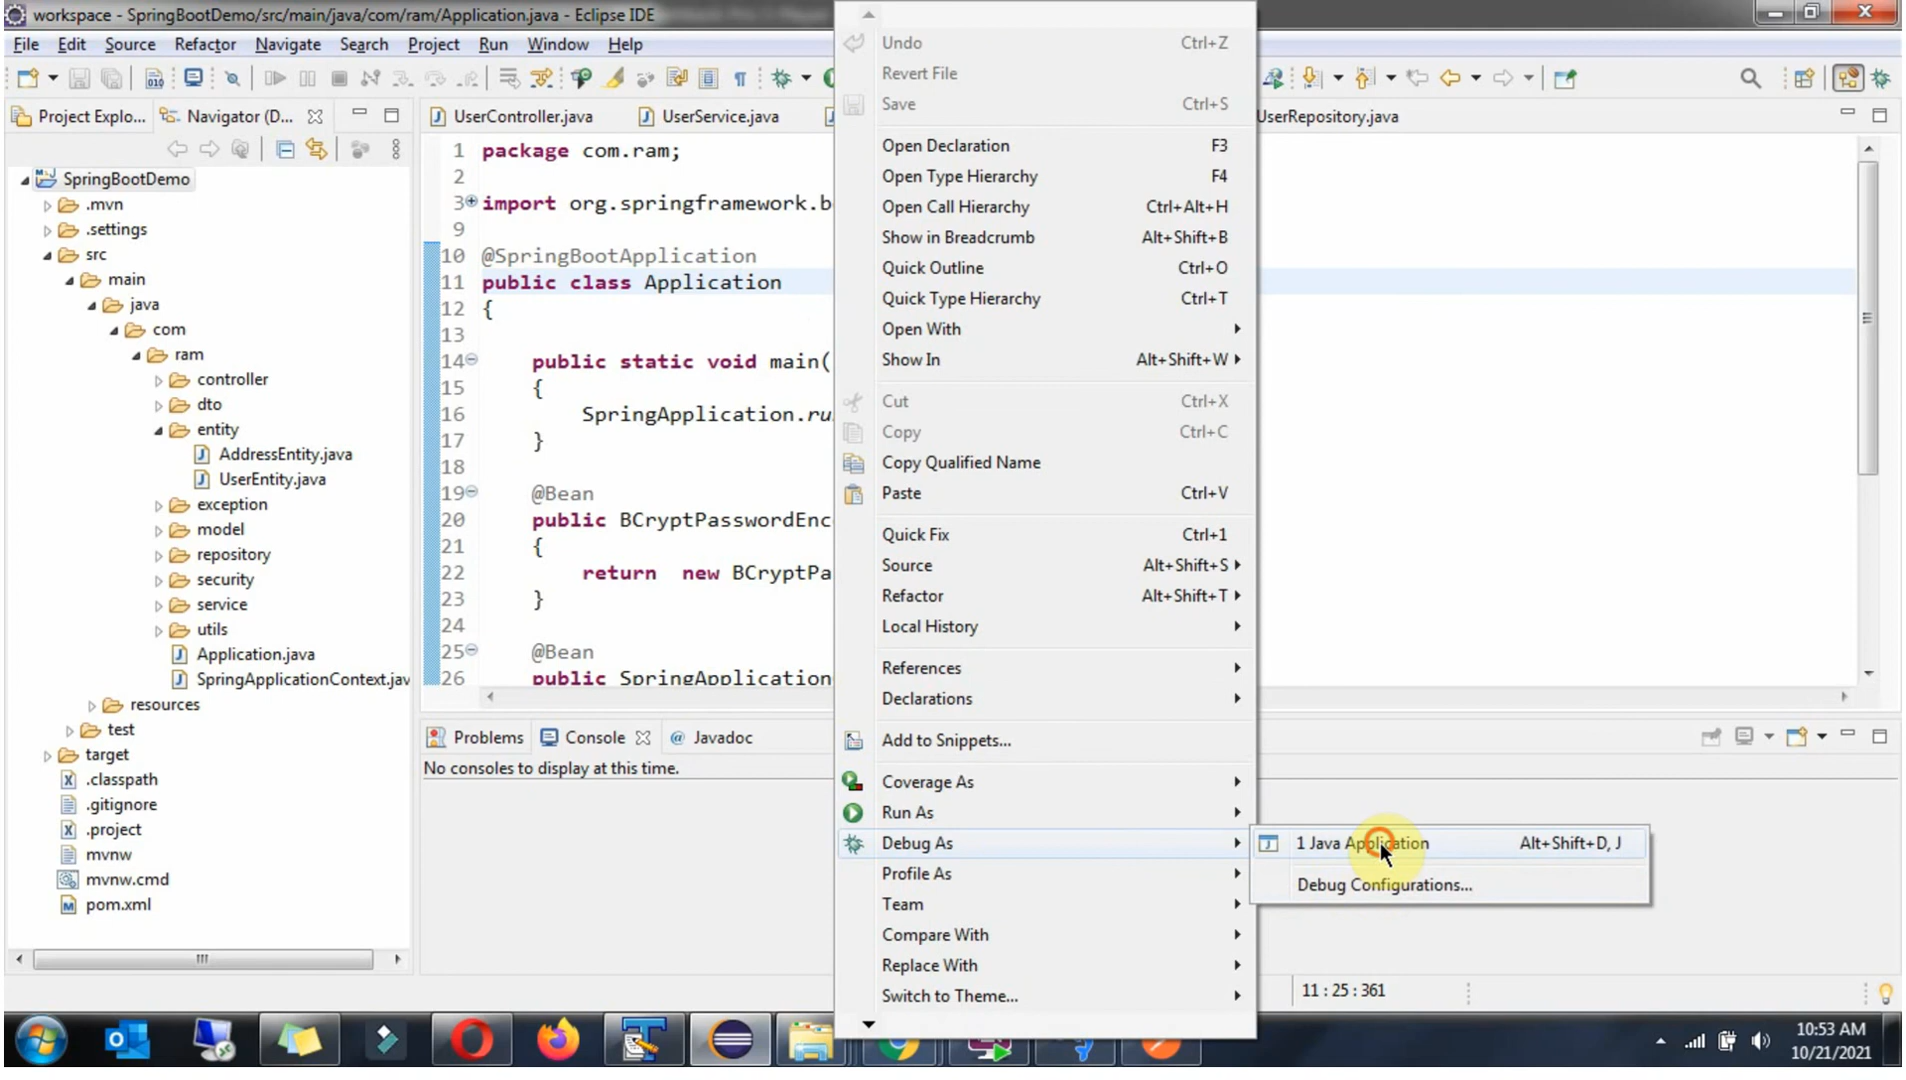 workspace - SpringBootDemo/src/main/java/com/ram/Application.java - Eclipse IDE
File Edit Source Refactor Navigate Search Project Run Window Help
Project Explo...
Navigator (D...
SpringBootDemo
.mvn
.settings
src
main
java
com
ram
controller
dto
entity
AddressEntity.java
UserEntity.java
exception
model
repository
security
service
utils
Application.java
SpringApplicationContext.jav
resources
test
target
.classpath
.gitignore
.project
mvnw
mvnw.cmd
pom.xml
UserController.java
UserService.java
UserRepository.java
1 package com.ram;
2
3 import org.springframework.b
9
10 @SpringBootApplication
11 public class Application
12 {
13
14 public static void main(
15 {
16 SpringApplication.ru
17 }
18
19 @Bean
20 public BCryptPasswordEnc
21 {
22 return new BCryptPa
23 }
24
25 @Bean
26 public SpringApplication
Problems Console @ Javadoc
No consoles to display at this time.
Undo Ctrl+Z
Revert File
Save Ctrl+S
Open Declaration F3
Open Type Hierarchy F4
Open Call Hierarchy Ctrl+Alt+H
Show in Breadcrumb Alt+Shift+B
Quick Outline Ctrl+O
Quick Type Hierarchy Ctrl+T
Open With
Show In Alt+Shift+W
Cut Ctrl+X
Copy Ctrl+C
Copy Qualified Name
Paste Ctrl+V
Quick Fix Ctrl+1
Source Alt+Shift+S
Refactor Alt+Shift+T
Local History
References
Declarations
Add to Snippets...
Coverage As
Run As
Debug As
Profile As
Team
Compare With
Replace With
Switch to Theme...
1 Java Application Alt+Shift+D, J
Debug Configurations...
11 : 25 : 361
10:53 AM
10/21/2021